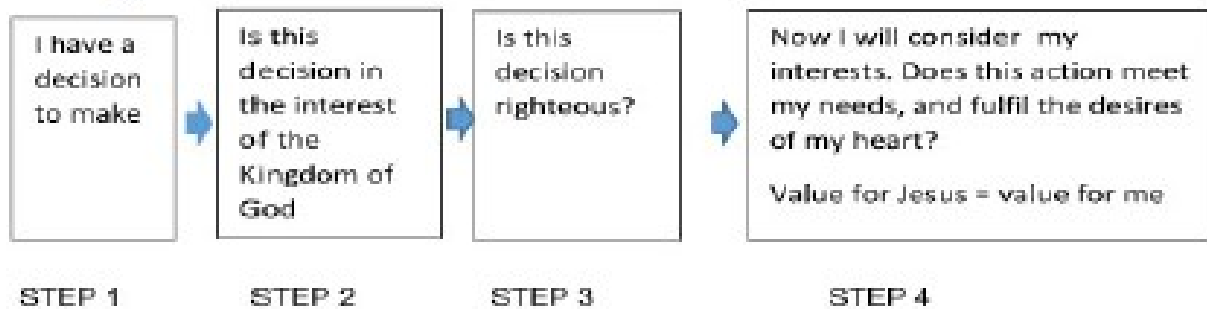 I have a
decision
to make
Is this
decision in
the interest
of the
Kingdom of
God
Is this
decision
righteous?
Now I will consider my
interests. Does this action meet
my needs, and fulfil the desires
of my heart?
Value for Jesus = value for me
STEP 1
STEP 2
STEP 3
STEP 4